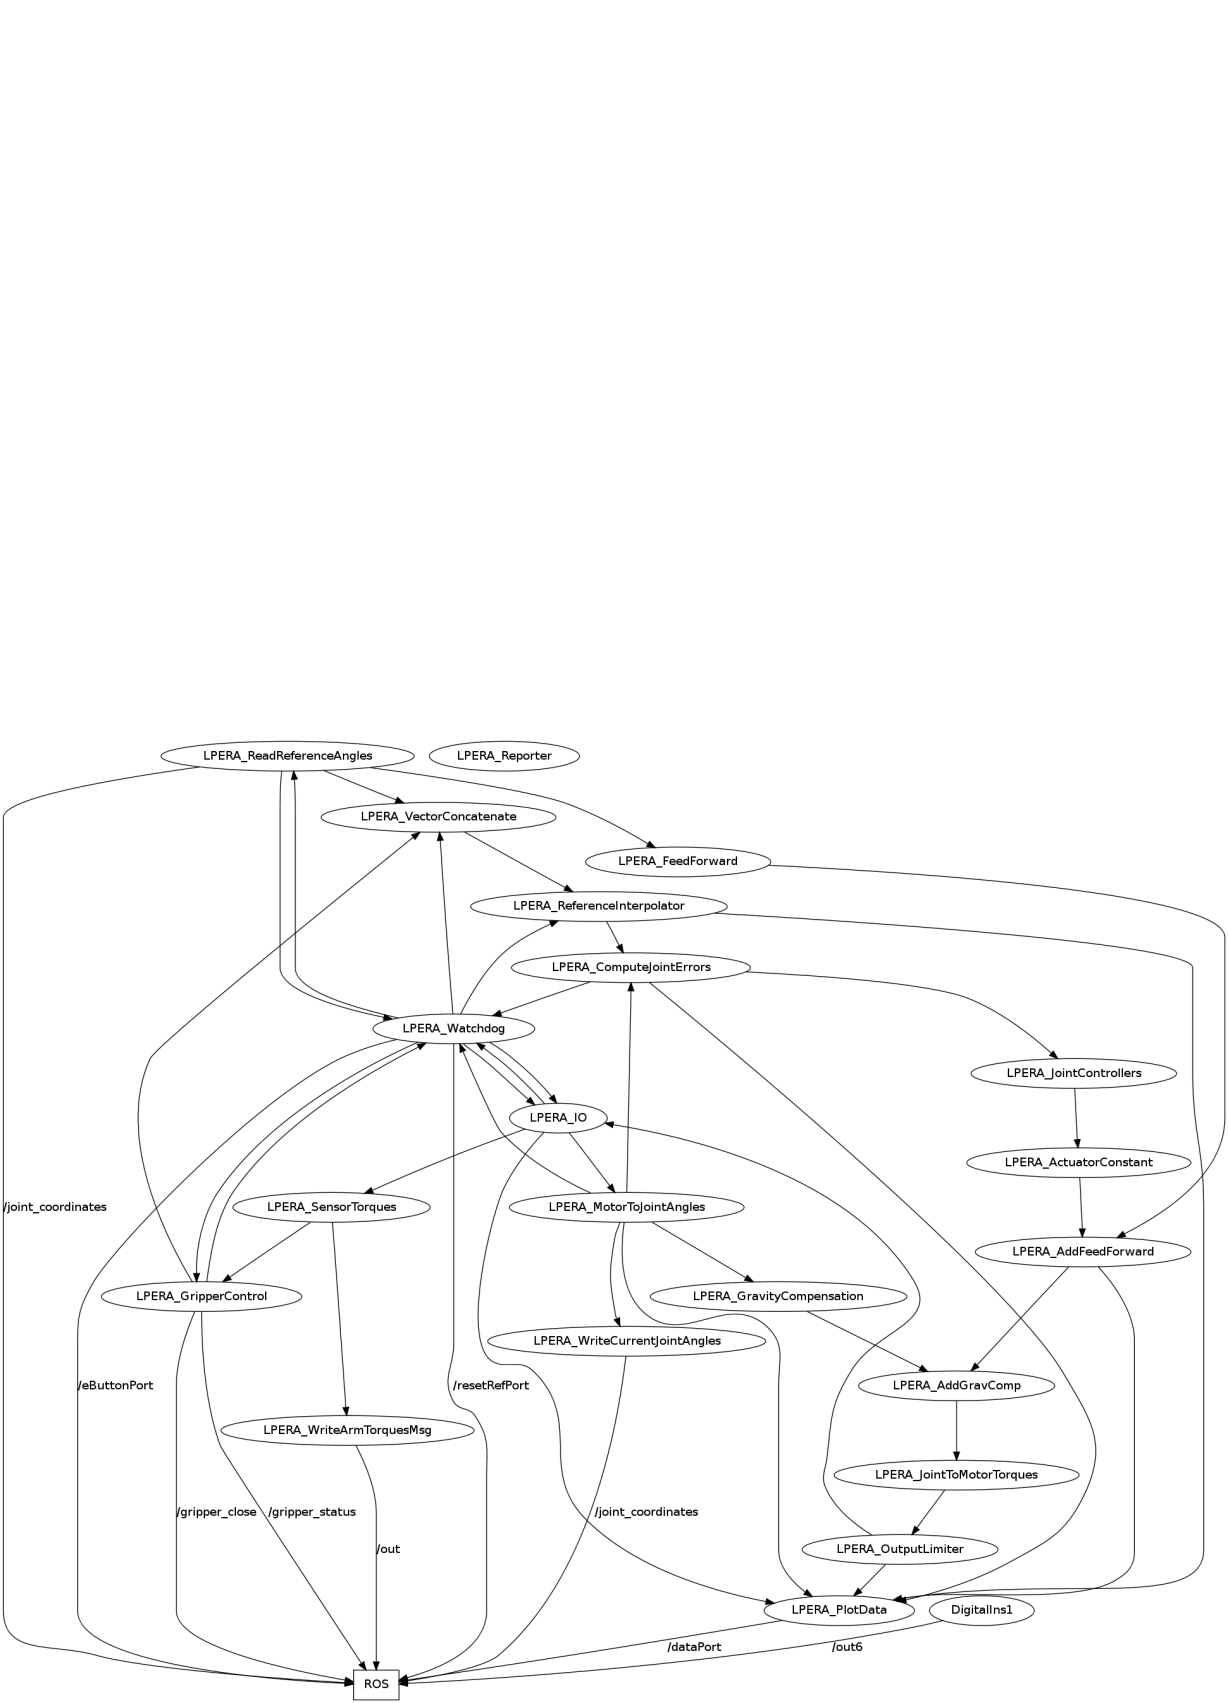 LPERA_ReadReferenceAngles
LPERA_Reporter
LPERA_VectorConcatenate
LPERA_FeedForward
LPERA_ReferenceInterpolator
LPERA_ComputeJointErrors
LPERA_Watchdog
LPERA_JointControllers
LPERA_IO
LPERA_ActuatorConstant
/joint_coordinates
LPERA_SensorTorques
LPERA_MotorToJointAngles
LPERA_AddFeedForward
LPERA_GripperControl
LPERA_GravityCompensation
LPERA_WriteCurrentJointAngles
/eButtonPort
/resetRefPort
LPERA_AddGravComp
LPERA_WriteArmTorquesMsg
LPERA_JointToMotorTorques
/gripper_close
/gripper_status
/joint_coordinates
/out
LPERA_OutputLimiter
LPERA_PlotData
DigitalIns1
/dataPort
/out6
ROS